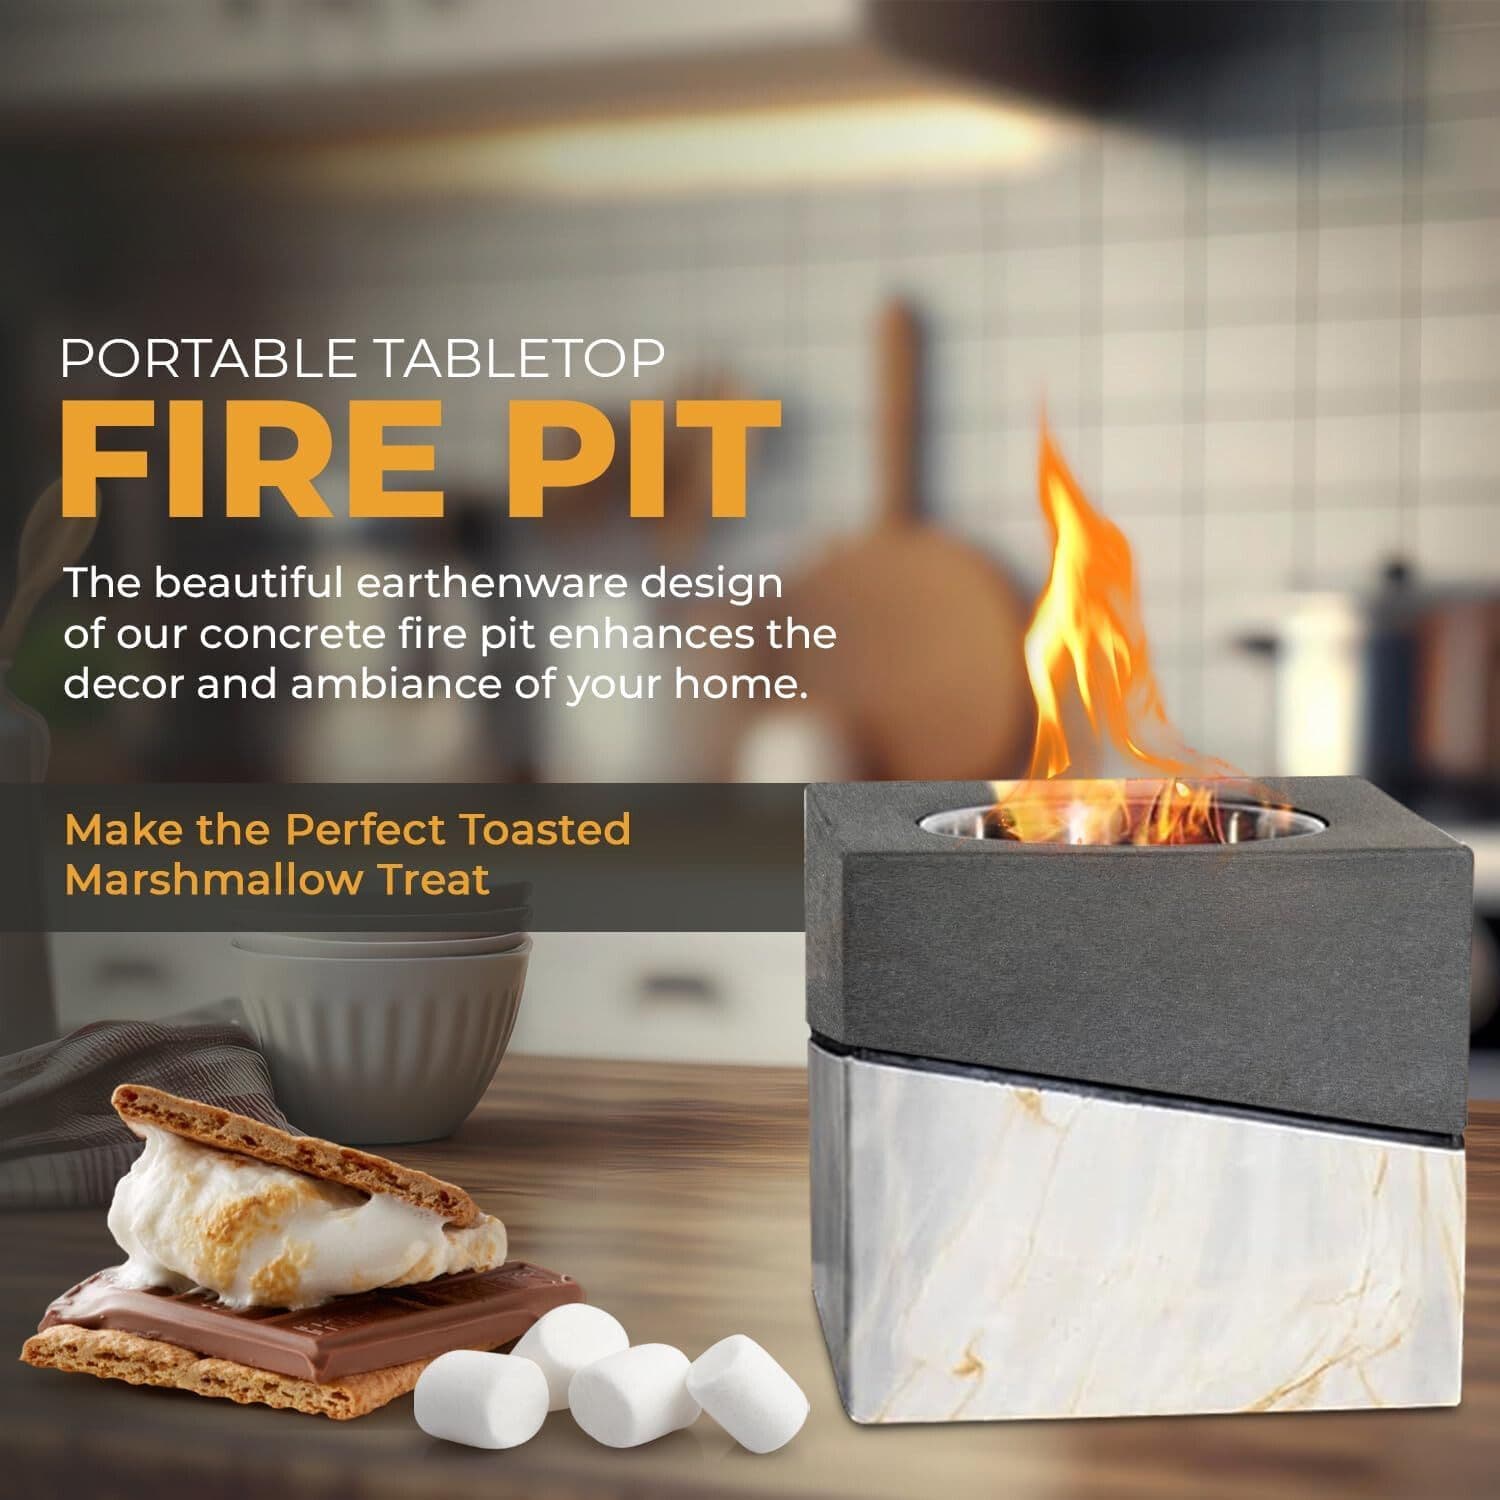 PORTABLE TABLETOP
FIRE PIT
The beautiful earthenware design
of our concrete fire pit enhances the
decor and ambiance of your home.
Make the Perfect Toasted
Marshmallow Treat